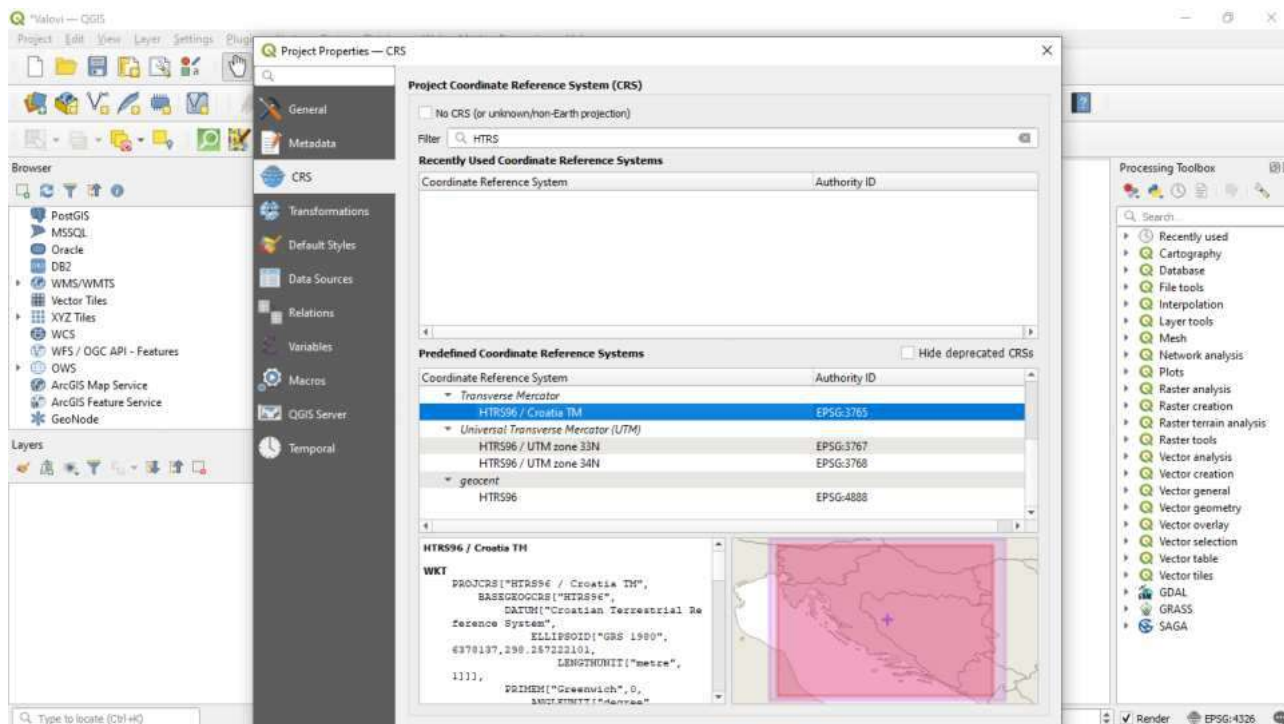 *Valovi — QGIS
Project Edit View Layer Settings Plugi
Project Properties — CRS
General
Metadata
CRS
Transformations
Default Styles
Data Sources
Relations
Variables
Macros
QGIS Server
Temporal
Project Coordinate Reference System (CRS)
No CRS (or unknown/non-Earth projection)
Filter HTRS
Recently Used Coordinate Reference Systems
Coordinate Reference System Authority ID
Predefined Coordinate Reference Systems Hide deprecated CRSs
Coordinate Reference System Authority ID
Transverse Mercator
HTRS96 / Croatia TM EPSG:3765
Universal Transverse Mercator (UTM)
HTRS96 / UTM zone 33N EPSG:3767
HTRS96 / UTM zone 34N EPSG:3768
geocent
HTRS96 EPSG:4888
HTRS96 / Croatia TM
WKT
PROJCRS["HTRS96 / Croatia TM",
BASEGEOGCRS["HTRS96",
DATUM["Croatian Terrestrial Re
ference System",
ELLIPSOID["GRS 1980",
6378137,298.257222101,
LENGTHUNIT["metre",
1]]],
PRIMEM["Greenwich",0,
ANGLEUNIT["degree"
Browser
PostGIS
MSSQL
Oracle
DB2
WMS/WMTS
Vector Tiles
XYZ Tiles
WCS
WFS / OGC API - Features
OWS
ArcGIS Map Service
ArcGIS Feature Service
GeoNode
Layers
Type to locate (Ctrl+K)
Processing Toolbox
Search...
Recently used
Cartography
Database
File tools
Interpolation
Layer tools
Mesh
Network analysis
Plots
Raster analysis
Raster creation
Raster terrain analysis
Raster tools
Vector analysis
Vector creation
Vector general
Vector geometry
Vector overlay
Vector selection
Vector table
Vector tiles
GDAL
GRASS
SAGA
Render EPSG:4326